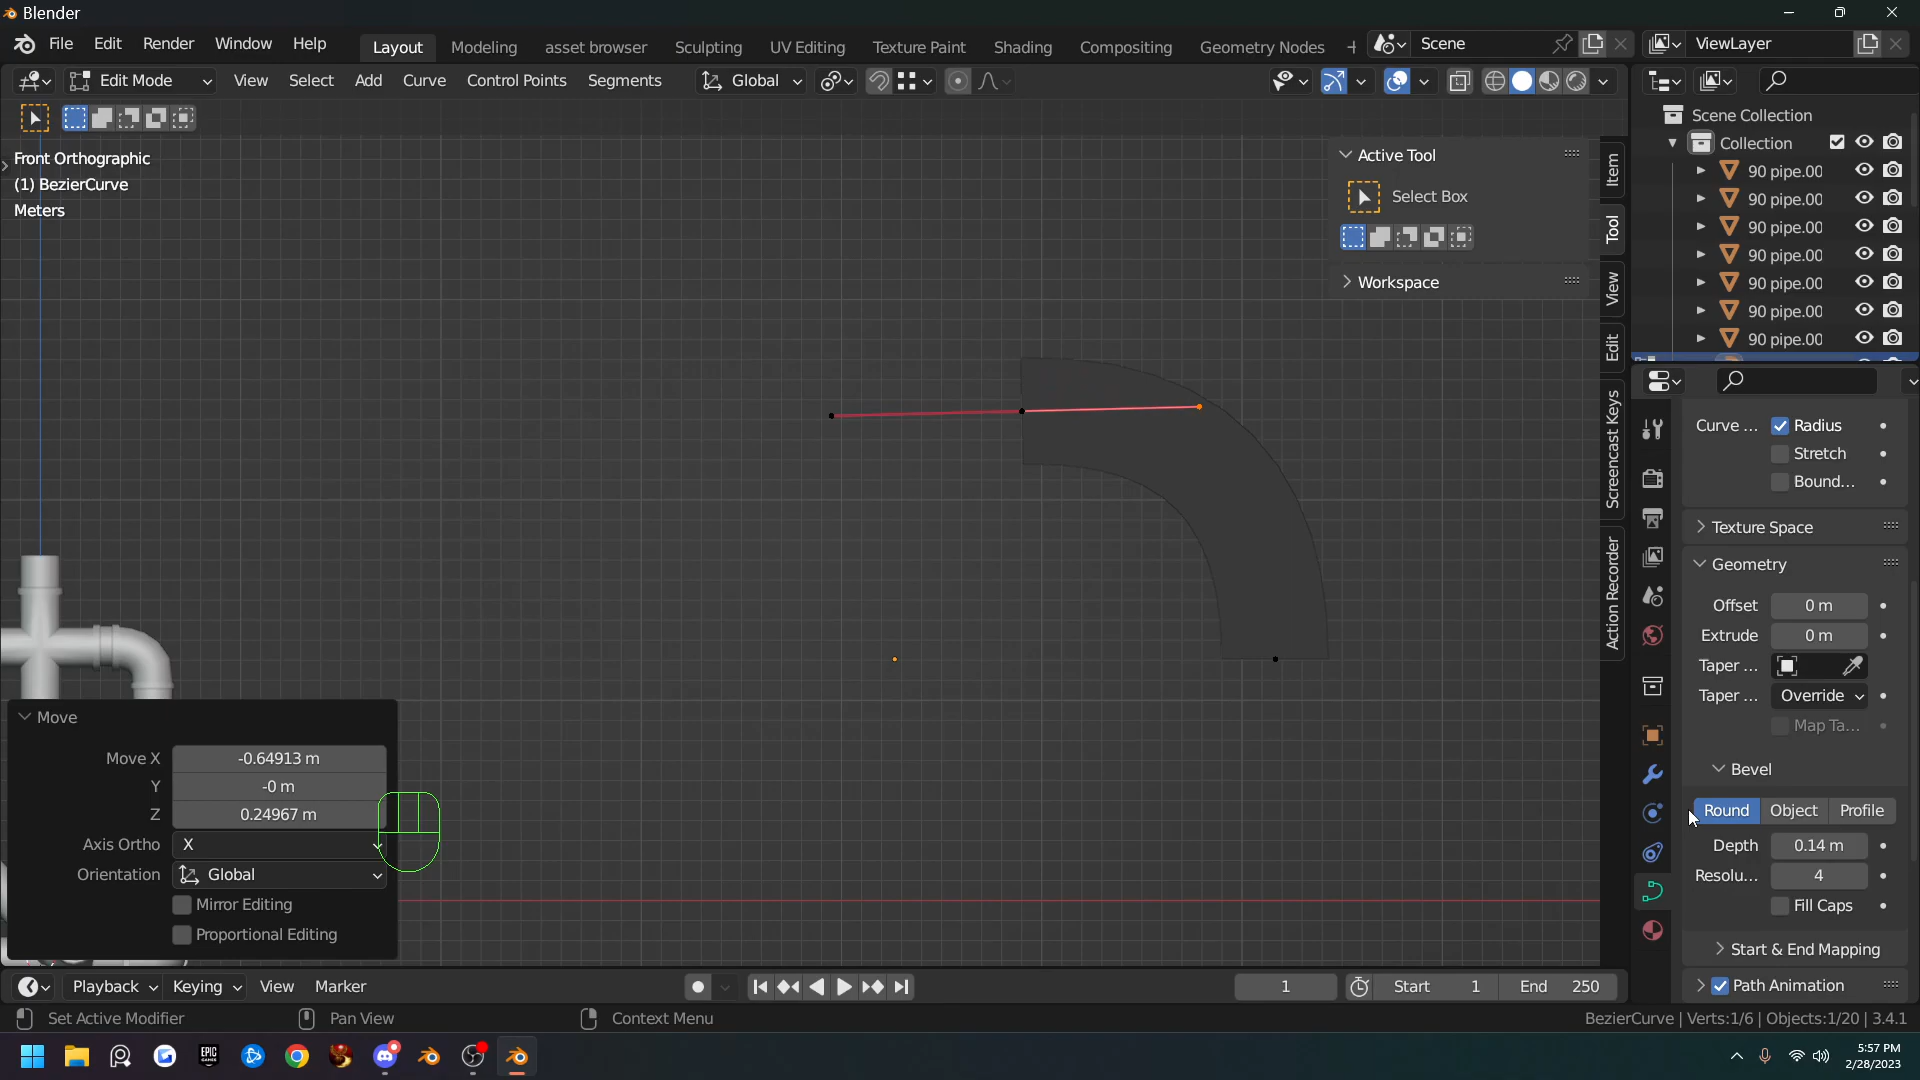 Blender
File Edit Render Window Help
Layout Modeling asset browser Sculpting UV Editing Texture Paint Shading Compositing Geometry Nodes
Scene
ViewLayer
Edit Mode
View Select Add Curve Control Points Segments
Global
Front Orthographic
(1) BezierCurve
Meters
Active Tool
Select Box
Workspace
Item
Tool
View
Edit
Screencast Keys
Action Recorder
Scene Collection
Collection
90 pipe.00
90 pipe.00
90 pipe.00
90 pipe.00
90 pipe.00
90 pipe.00
90 pipe.00
Curve ... Radius
Stretch
Bound...
Texture Space
Geometry
Offset 0 m
Extrude 0 m
Taper ...
Taper ... Override
Map Ta...
Bevel
Round Object Profile
Depth 0.14 m
Resolu... 4
Fill Caps
Start & End Mapping
Path Animation
Move
Move X -0.64913 m
Y -0 m
Z 0.24967 m
Axis Ortho X
Orientation Global
Mirror Editing
Proportional Editing
Playback Keying View Marker
1
Start 1 End 250
Set Active Modifier Pan View Context Menu
BezierCurve | Verts:1/6 | Objects:1/20 | 3.4.1
EPIC GAMES
5:57 PM
2/28/2023